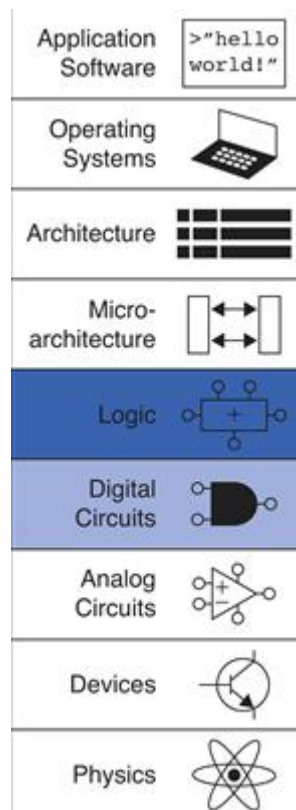 Application
Software
>"hello
world!"
Operating
Systems
Architecture
Micro-
architecture
Logic
+
Digital
Circuits
Analog
Circuits
+
−
Devices
Physics